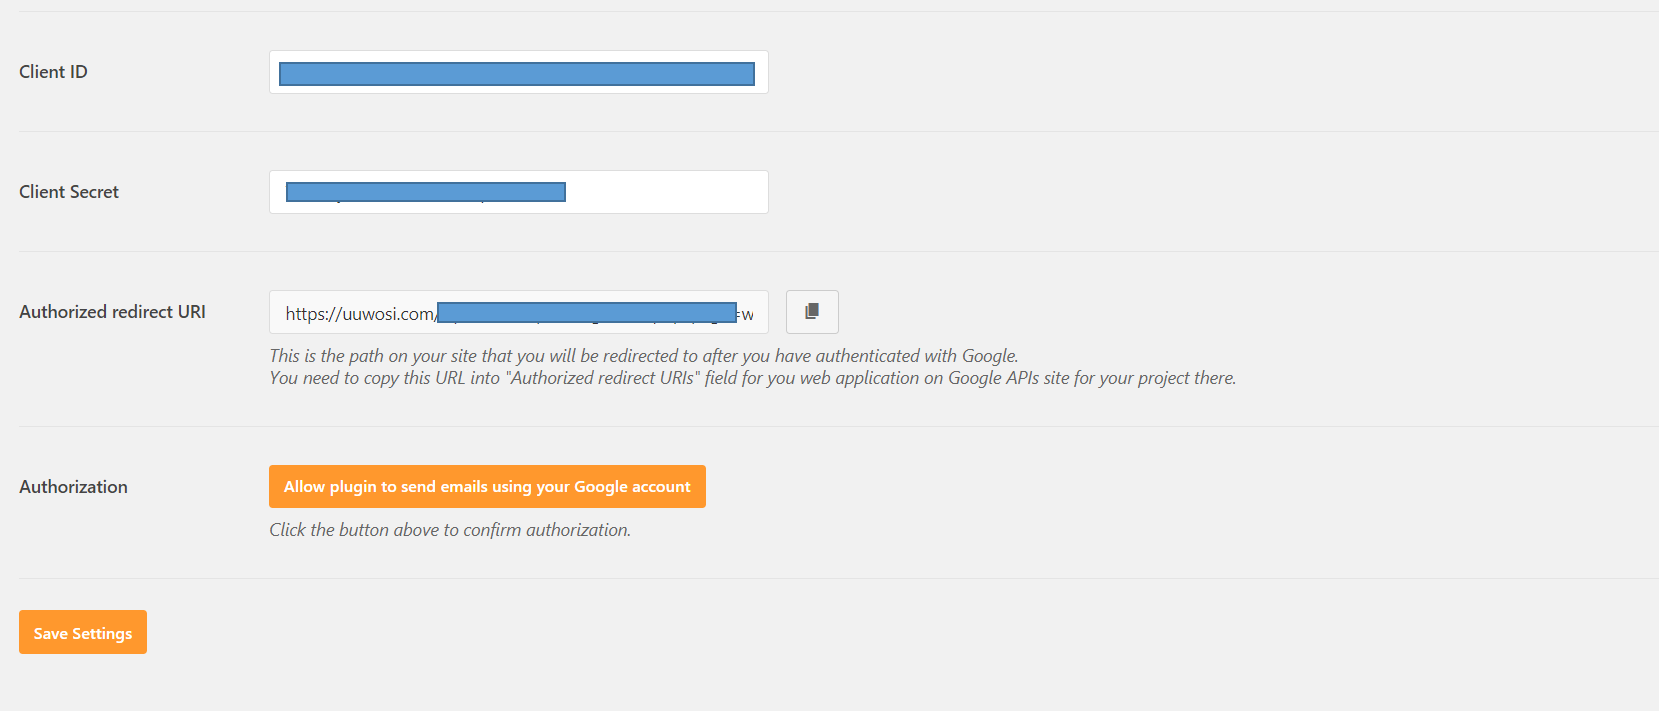 Client ID
Client Secret
Authorized redirect URI
https://uuwosi.com/ =w
This is the path on your site that you will be redirected to after you have authenticated with Google.
You need to copy this URL into "Authorized redirect URIs" field for you web application on Google APIs site for your project there.
Authorization
Allow plugin to send emails using your Google account
Click the button above to confirm authorization.
Save Settings